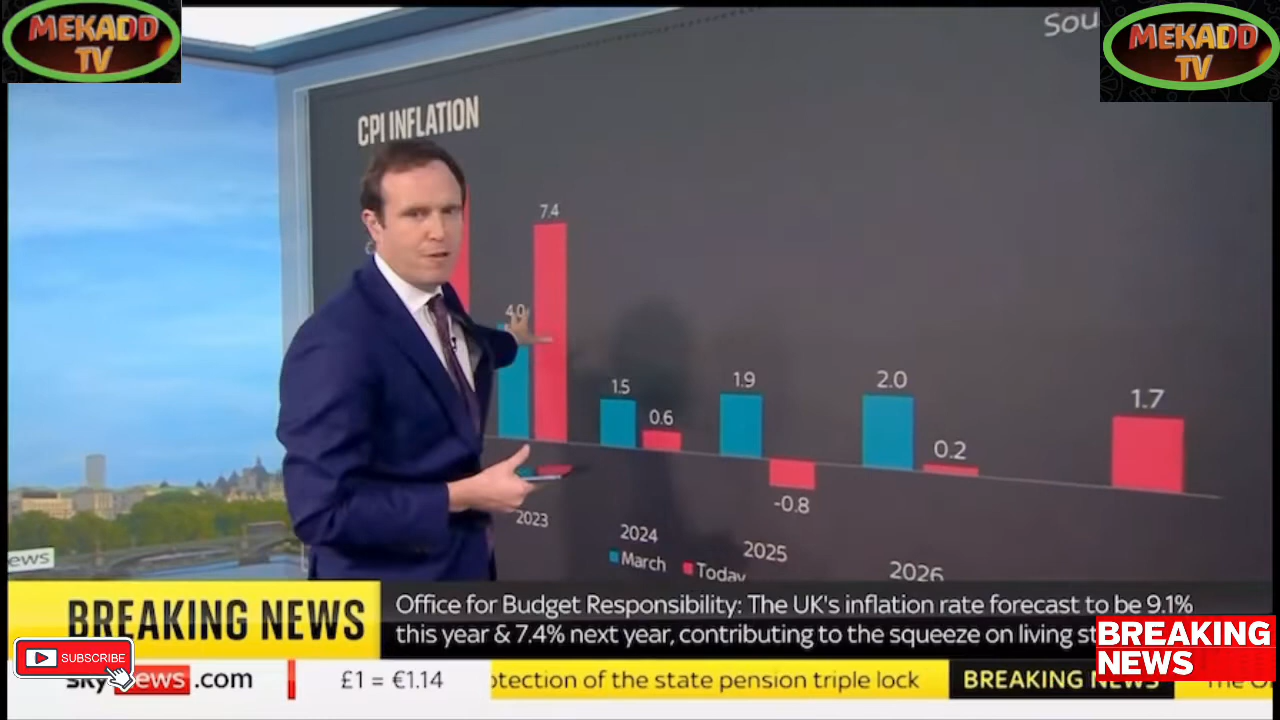 MEKADD
TV
MEKADD
TV
Sou
CPI INFLATION
7.4
4.0
1.5
0.6
1.9
-0.8
2.0
0.2
1.7
2023
2024
2025
2026
March
Today
ews
BREAKING NEWS
Office for Budget Responsibility: The UK's inflation rate forecast to be 9.1%
this year & 7.4% next year, contributing to the squeeze on living st
BREAKING
NEWS
SUBSCRIBE
sky news .com
£1 = €1.14
otection of the state pension triple lock
BREAKING NEWS
The O